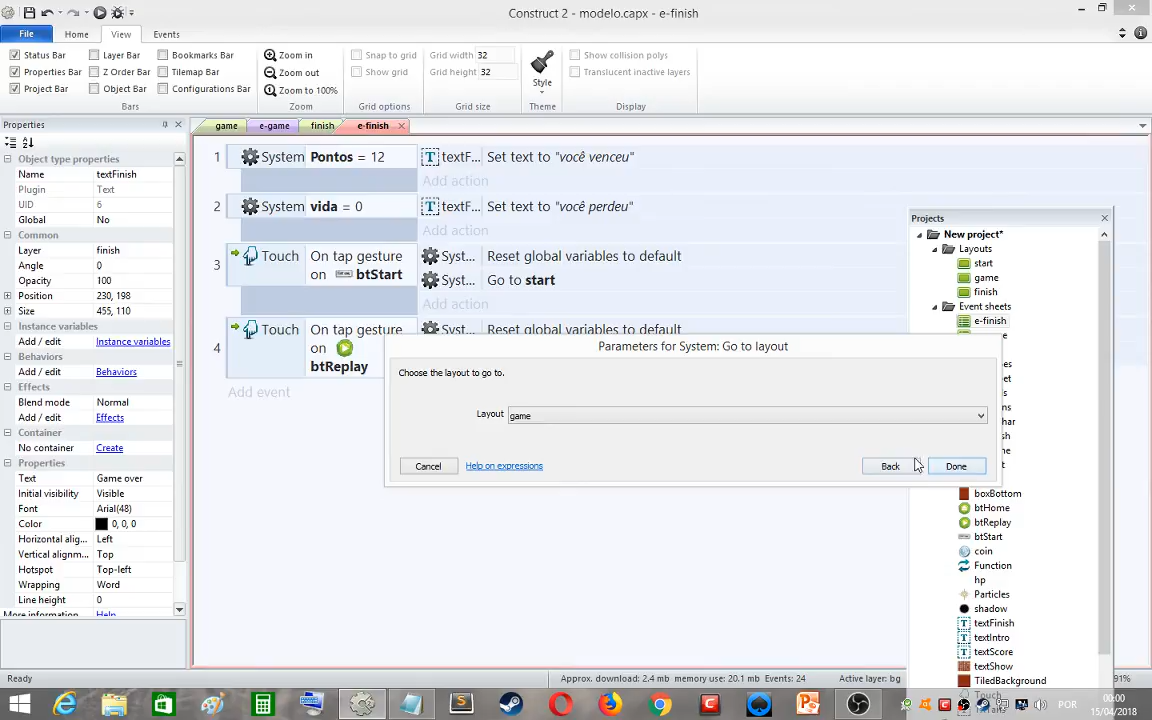 Construct 2 - modelo.capx - e-finish
File
Home
View
Events
Status Bar
Layer Bar
Bookmarks Bar
Properties Bar
Z Order Bar
Tilemap Bar
Project Bar
Object Bar
Configurations Bar
Bars
Zoom in
Zoom out
Zoom to 100%
Zoom
Snap to grid
Show grid
Grid options
Grid width 32
Grid height 32
Grid size
Style
Theme
Show collision polys
Translucent inactive layers
Display
Properties
game
e-game
finish
e-finish
Object type properties
Name textFinish
Plugin Text
UID 6
Global No
Common
Layer finish
Angle 0
Opacity 100
Position 230, 198
Size 455, 110
Instance variables
Add / edit Instance variables
Behaviors
Add / edit Behaviors
Effects
Blend mode Normal
Add / edit Effects
Container
No container Create
Properties
Text Game over
Initial visibility Visible
Font Arial(48)
Color 0, 0, 0
Horizontal alig... Left
Vertical alignm... Top
Hotspot Top-left
Wrapping Word
Line height 0
More information Help
1 System Pontos = 12 T textF... Set text to "você venceu"
Add action
2 System vida = 0 T textF... Set text to "você perdeu"
Add action
3 Touch On tap gesture on btStart Syst... Reset global variables to default
Syst... Go to start
Add action
4 Touch On tap gesture on btReplay Syst... Reset global variables to default
Add event
Parameters for System: Go to layout
Choose the layout to go to.
Layout game
Cancel
Help on expressions
Back
Done
Projects
New project*
Layouts
start
game
finish
Event sheets
e-finish
boxBottom
btHome
btReplay
btStart
coin
Function
hp
Particles
shadow
textFinish
textIntro
textScore
textShow
TiledBackground
Touch
Ready
Approx. download: 2.4 mb memory use: 20.1 mb Events: 24
Active layer: bg
91%
POR
00:00
15/04/2018